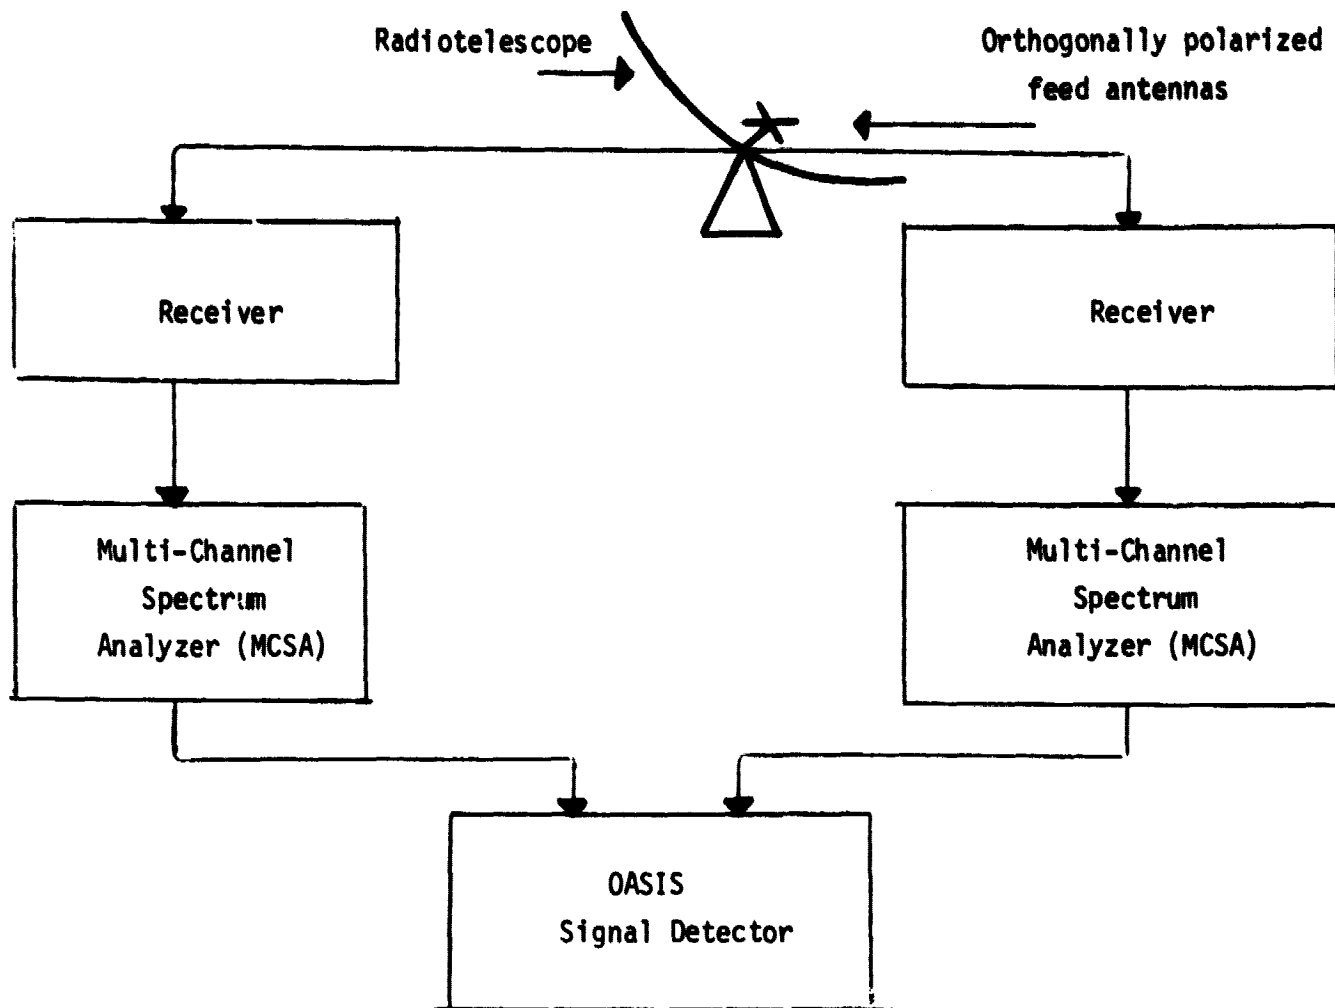 Radiotelescope
Orthogonally polarized
feed antennas
Receiver
Receiver
Multi-Channel
Spectrum
Analyzer (MCSA)
Multi-Channel
Spectrum
Analyzer (MCSA)
OASIS
Signal Detector